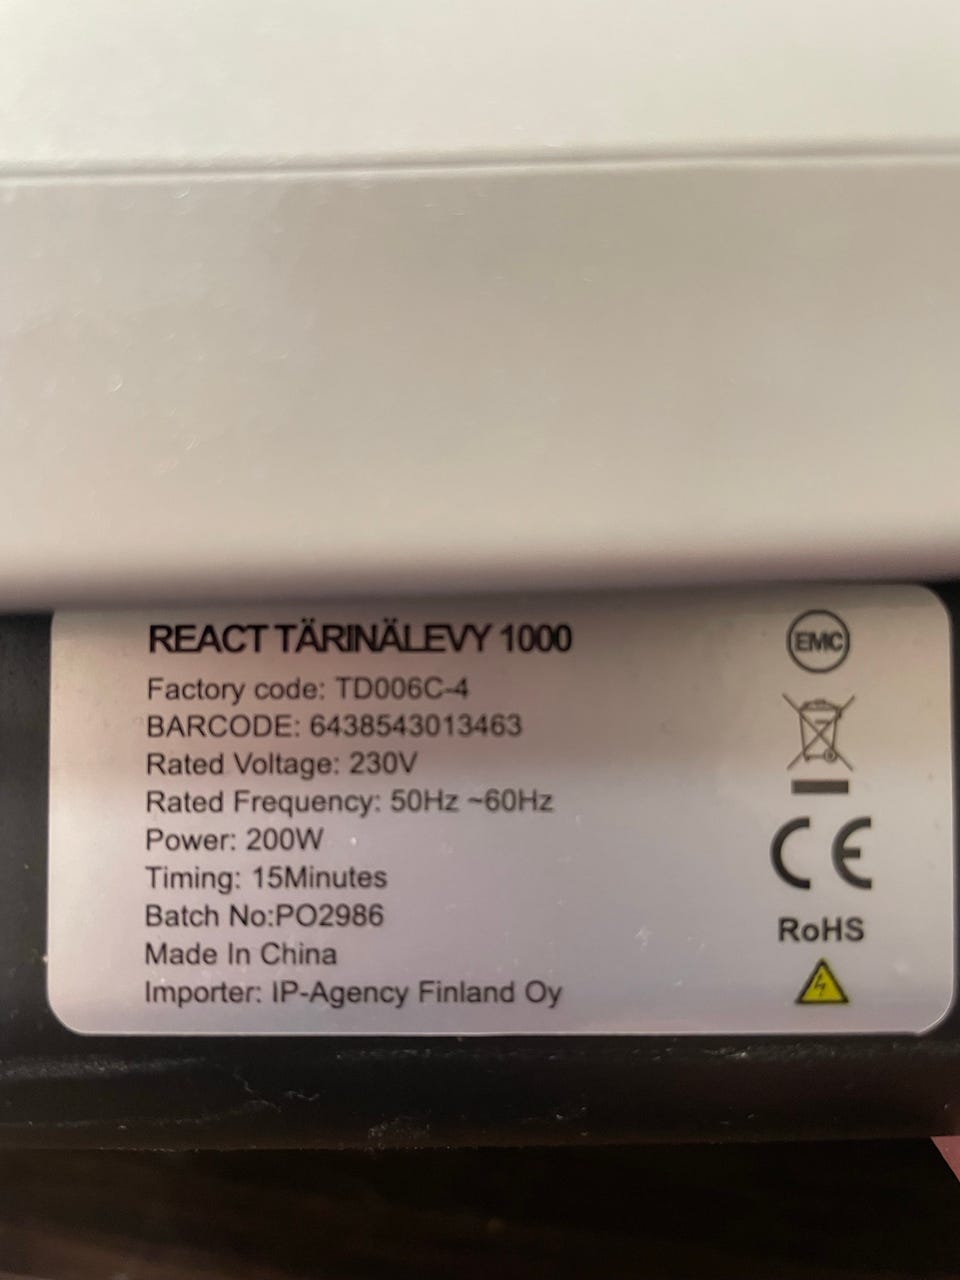 REACT TÄRINÄLEVY 1000
Factory code: TD006C-4
BARCODE: 6438543013463
Rated Voltage: 230V
Rated Frequency: 50Hz ~60Hz
Power: 200W
Timing: 15Minutes
Batch No:PO2986
Made In China
Importer: IP-Agency Finland Oy
EMC
CE
RoHS